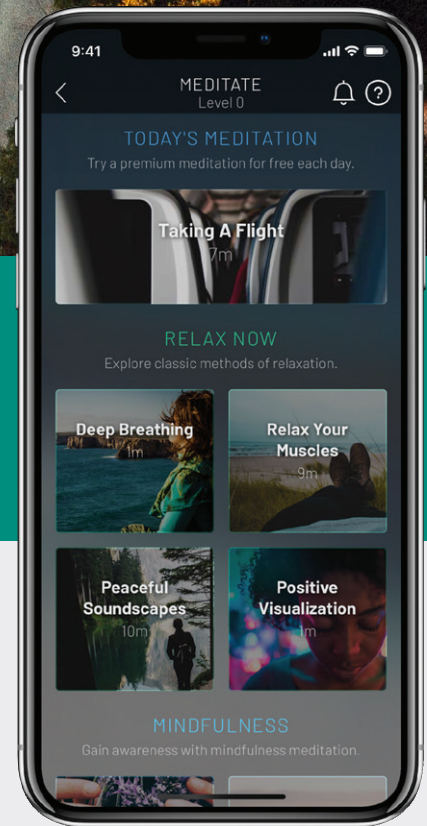 9:41
MEDITATE
Level 0
TODAY'S MEDITATION
Try a premium meditation for free each day.
Taking A Flight
7m
RELAX NOW
Explore classic methods of relaxation.
Deep Breathing
1m
Relax Your
Muscles
9m
Peaceful
Soundscapes
10m
Positive
Visualization
1m
MINDFULNESS
Gain awareness with mindfulness meditation.